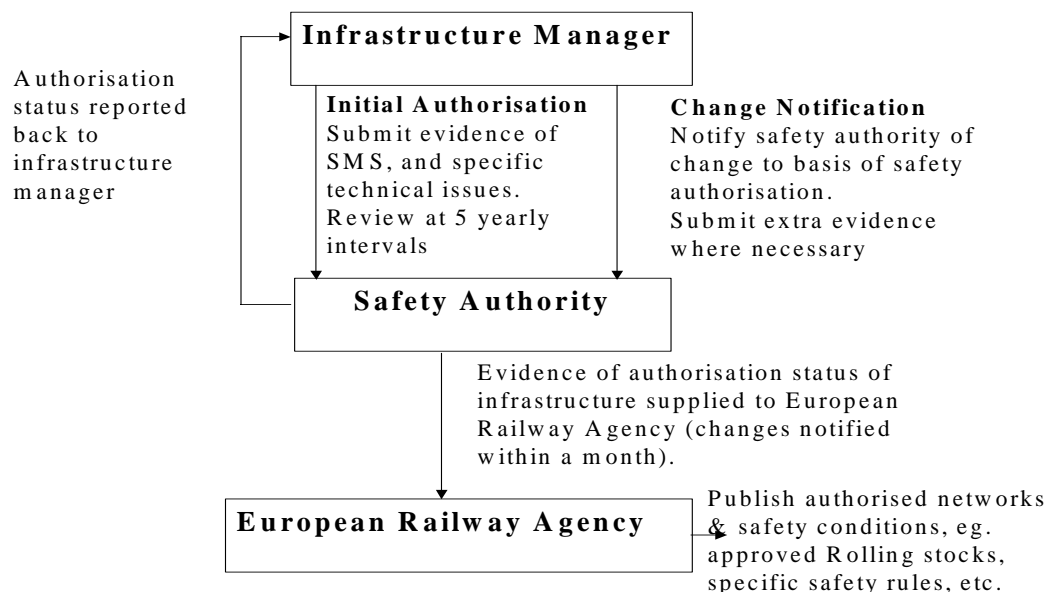 Infrastructure Manager
Authorisation
status reported
back to
infrastructure
manager
Initial Authorisation
Submit evidence of
SMS, and specific
technical issues.
Review at 5 yearly
intervals
Change Notification
Notify safety authority of
change to basis of safety
authorisation.
Submit extra evidence
where necessary
Safety Authority
Evidence of authorisation status of
infrastructure supplied to European
Railway Agency (changes notified
within a month).
European Railway Agency
Publish authorised networks
& safety conditions, eg.
approved Rolling stocks,
specific safety rules, etc.